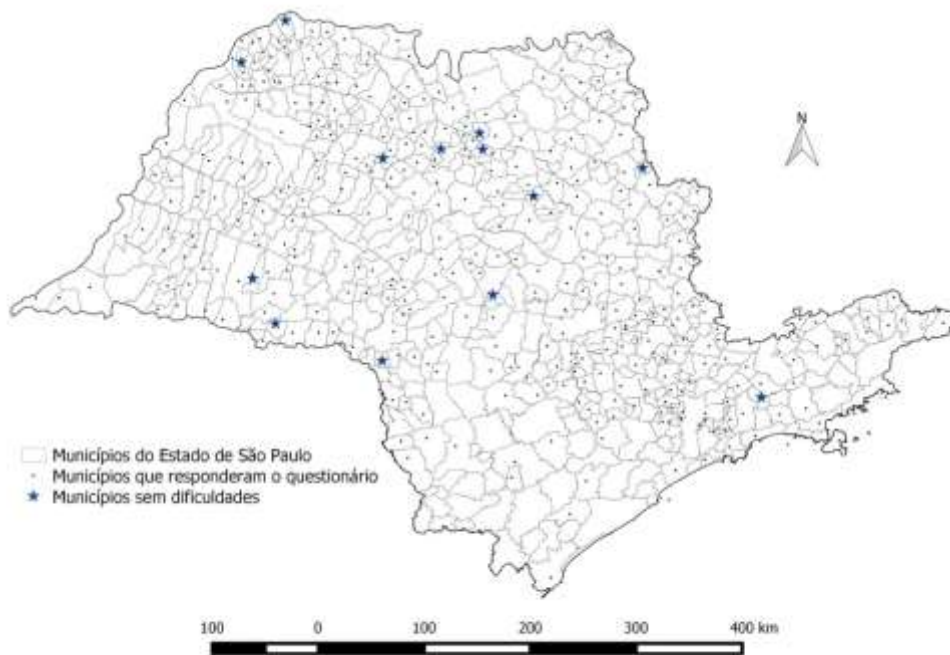 N
Municípios do Estado de São Paulo
Municípios que responderam o questionário
Municípios sem dificuldades
100 0 100 200 300 400 km